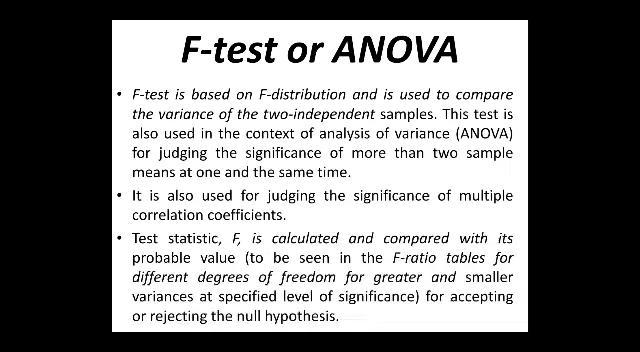 F-test or ANOVA
• F-test is based on F-distribution and is used to compare
the variance of the two-independent samples. This test is
also used in the context of analysis of variance (ANOVA)
for judging the significance of more than two sample
means at one and the same time.
• It is also used for judging the significance of multiple
correlation coefficients.
• Test statistic, F, is calculated and compared with its
probable value (to be seen in the F-ratio tables for
different degrees of freedom for greater and smaller
variances at specified level of significance) for accepting
or rejecting the null hypothesis.